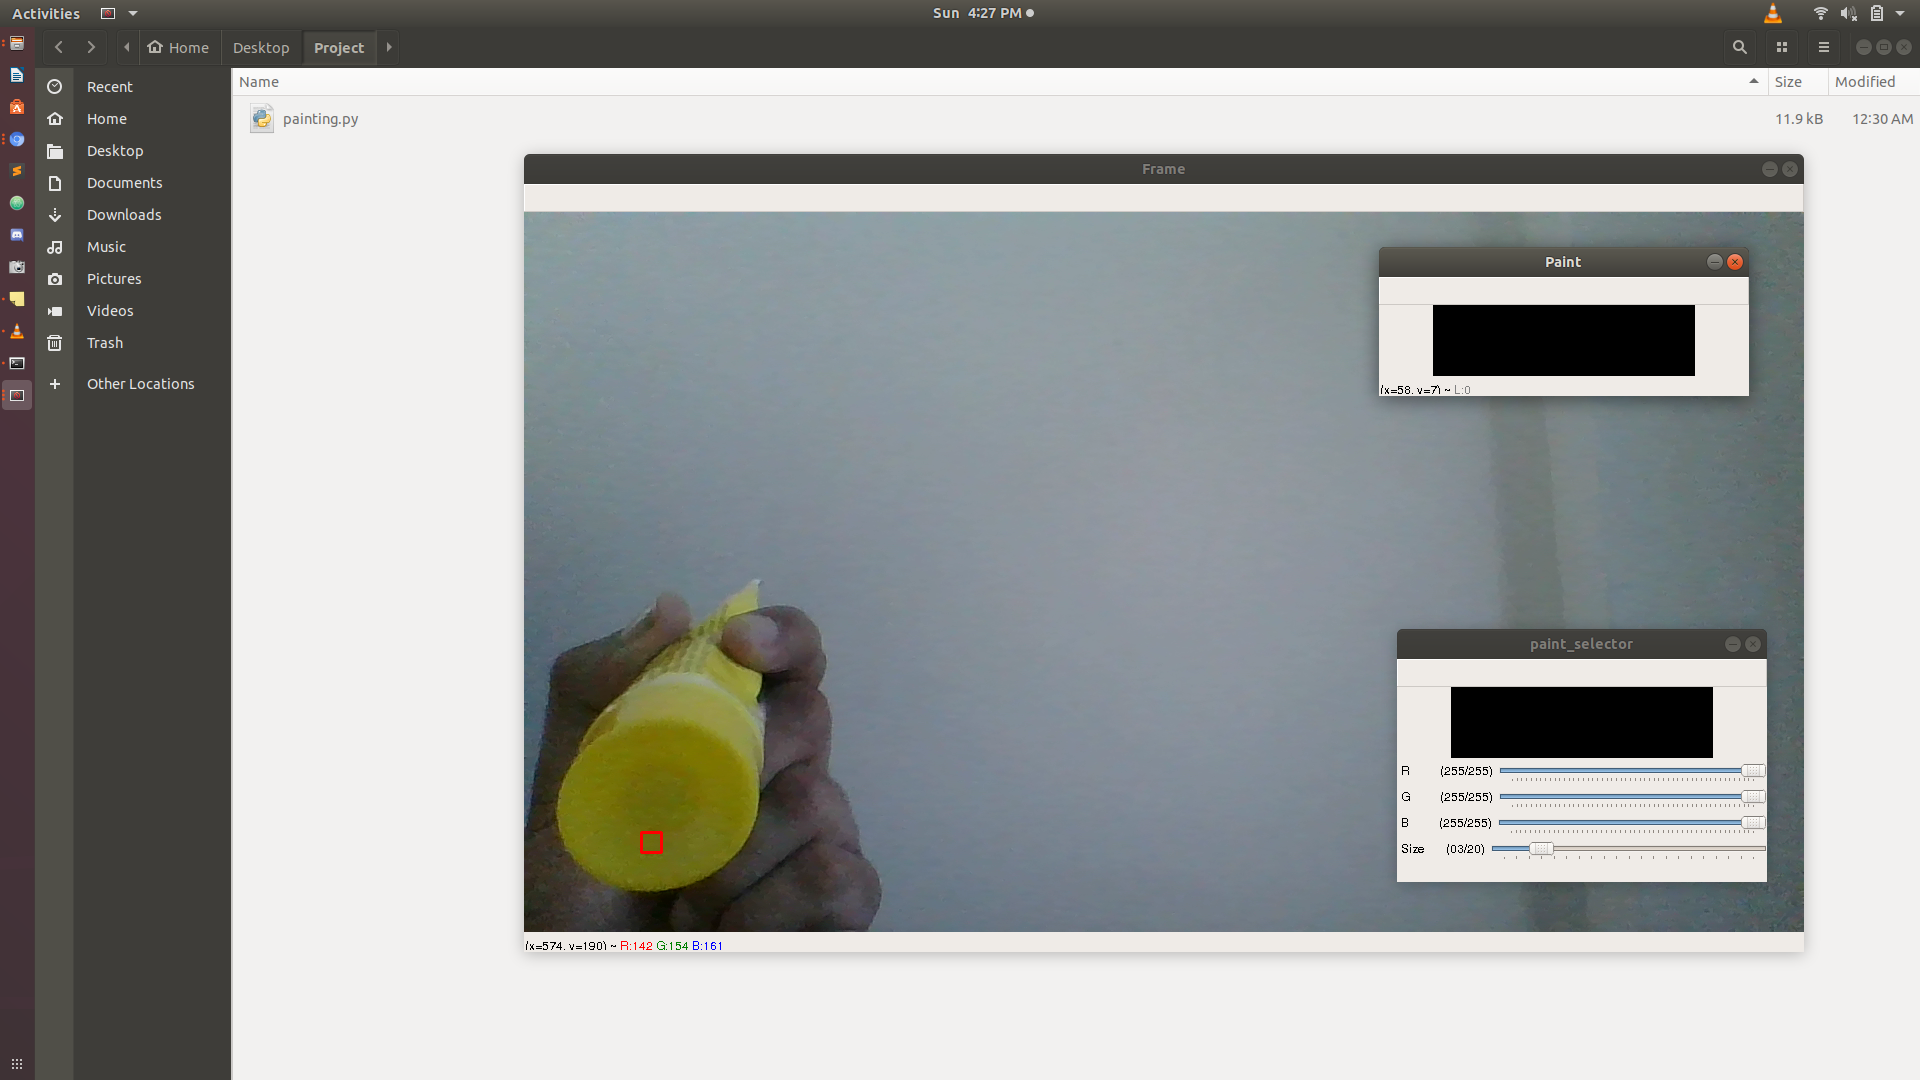 Activities
Sun 4:27 PM
Home Desktop Project
Name Size Modified
Recent
Home
Desktop
Documents
Downloads
Music
Pictures
Videos
Trash
Other Locations
painting.py 11.9 kB 12:30 AM
Frame
Paint
(x=58, y=7) ~ L:0
paint_selector
R (255/255)
G (255/255)
B (255/255)
Size (03/20)
(x=574, y=190) ~ R:142 G:154 B:161